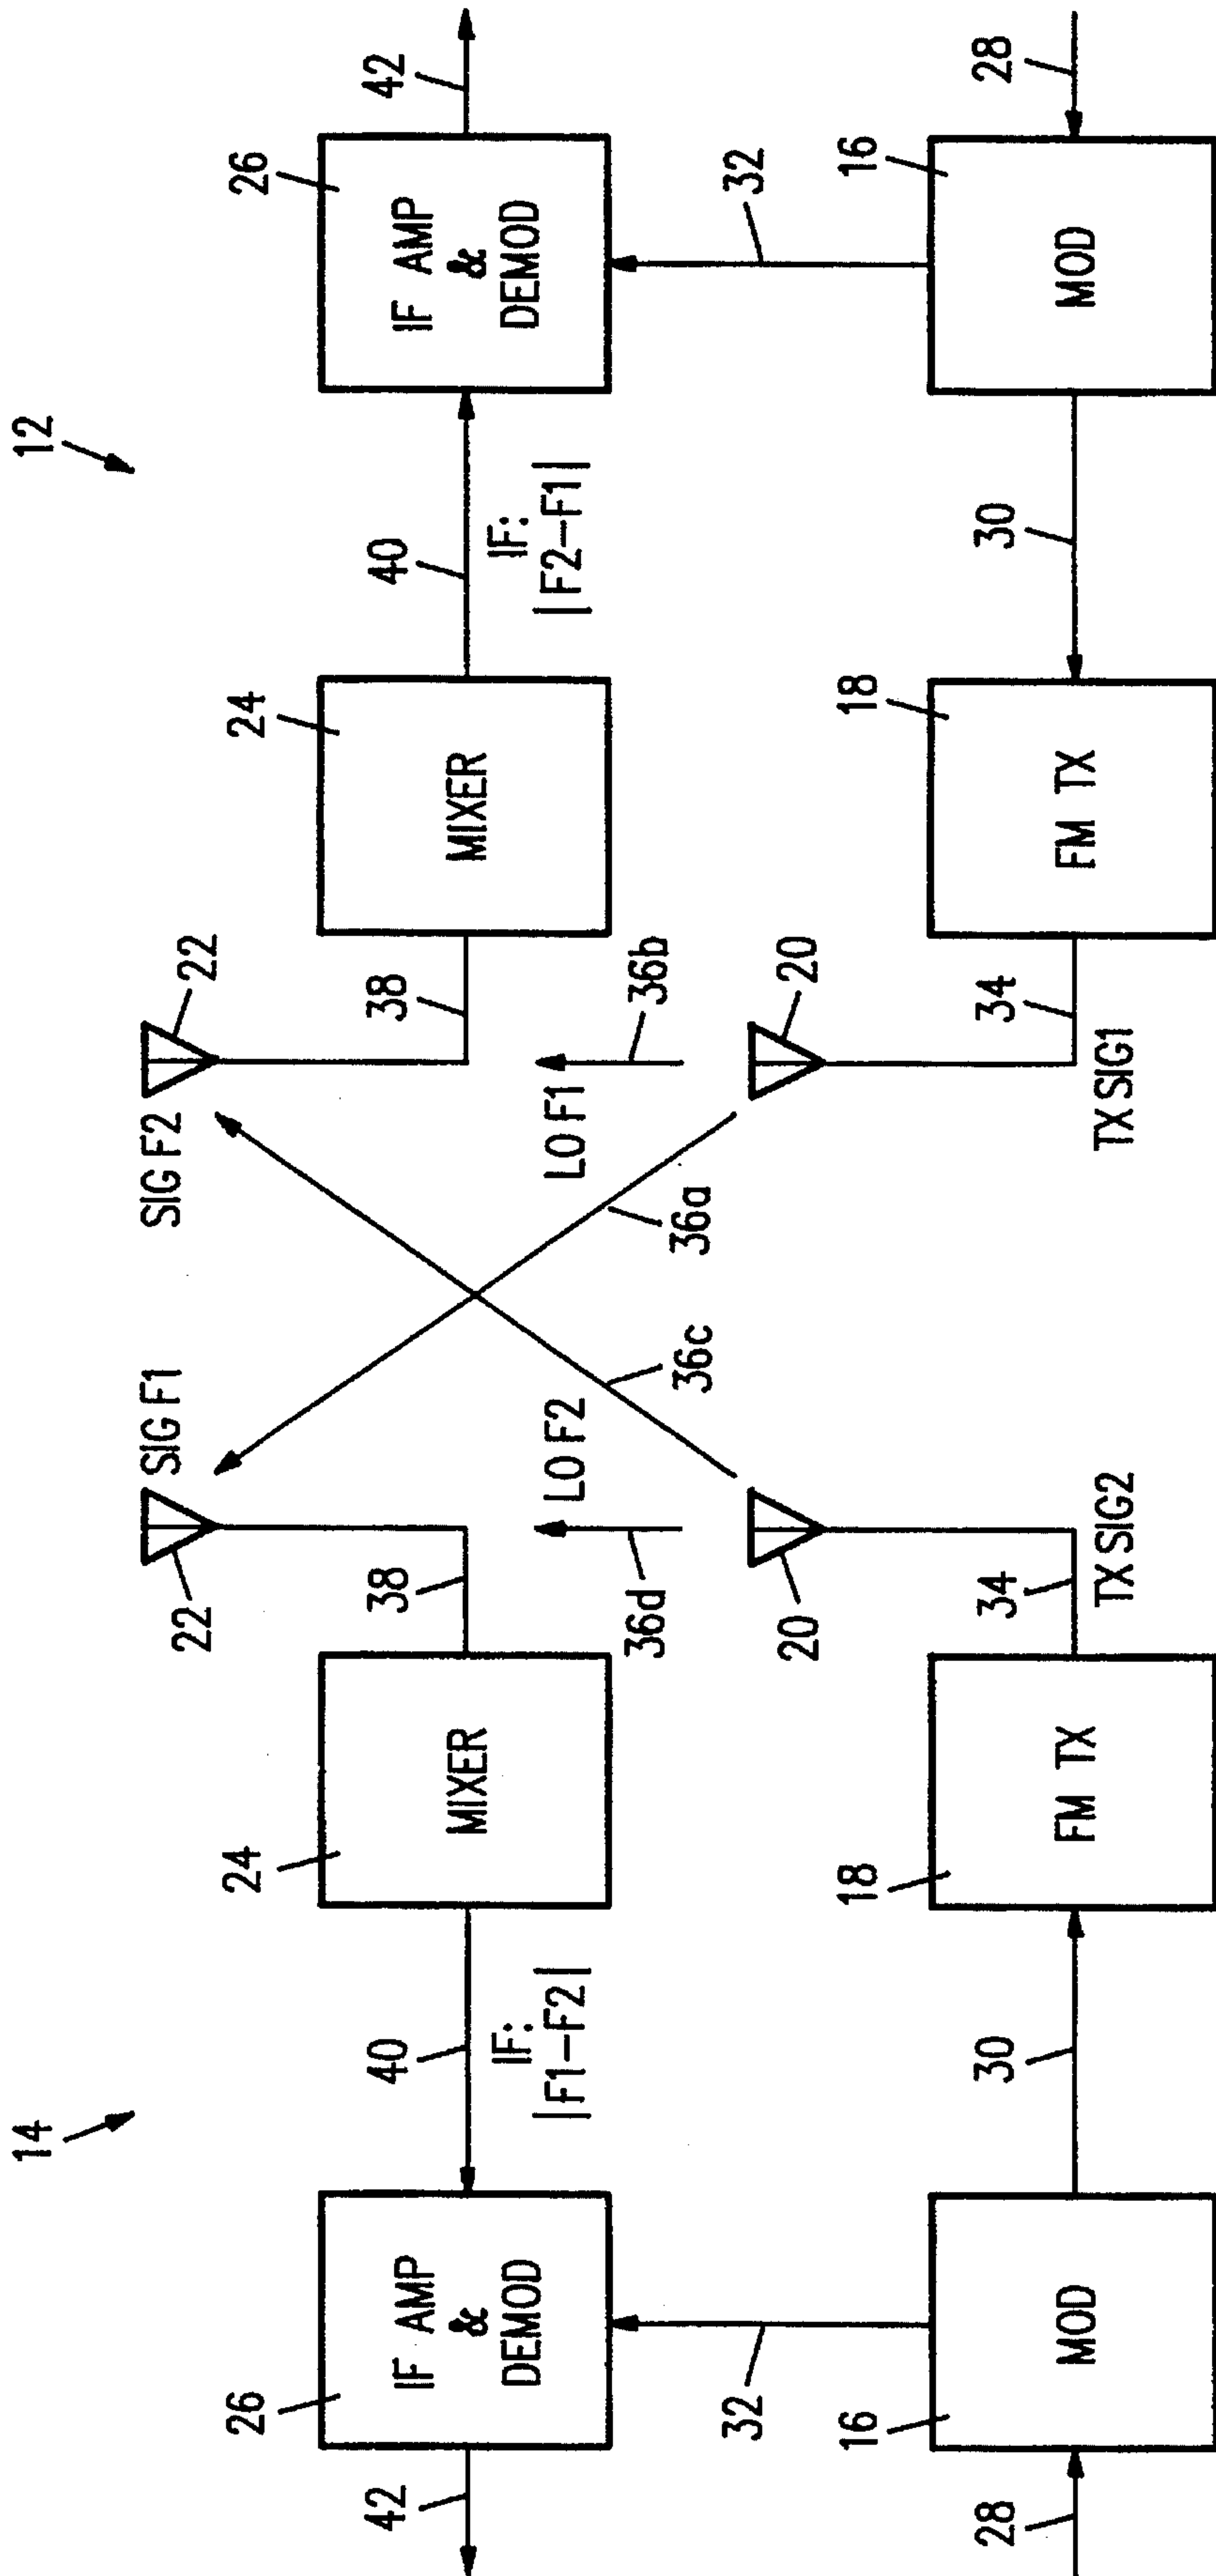 14
12
22
SIG F1
SIG F2
22
42
26
IF AMP
&
DEMOD
40
IF:
|F1-F2|
24
MIXER
38
38
24
MIXER
40
IF:
|F2-F1|
26
IF AMP
&
DEMOD
42
36d
LO F2
36c
36a
LO F1
36b
32
32
20
20
28
16
MOD
30
18
FM TX
34
TX SIG2
TX SIG1
34
18
FM TX
30
16
MOD
28